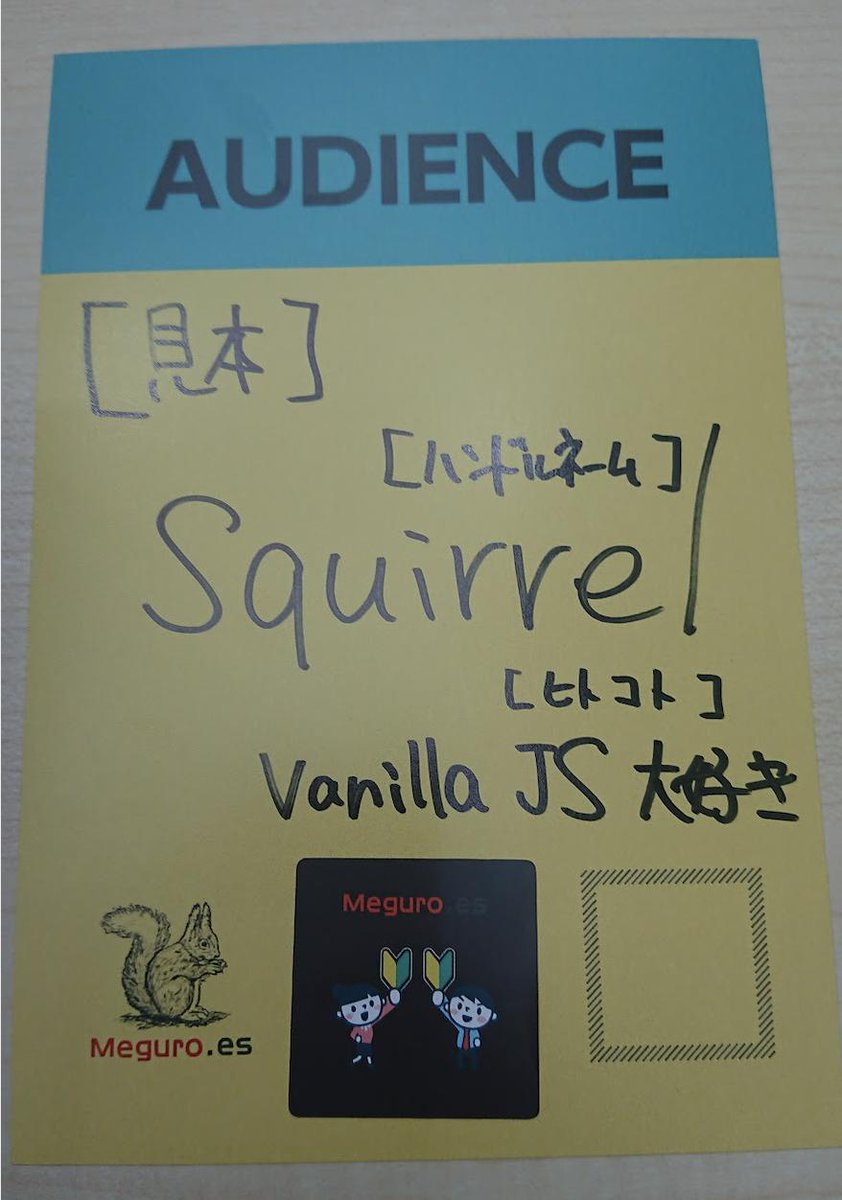 AUDIENCE
[見本]
[ハンドルネーム]
Squirrel
[ヒトコト]
Vanilla JS 大好き
Meguro.es
Meguro.es